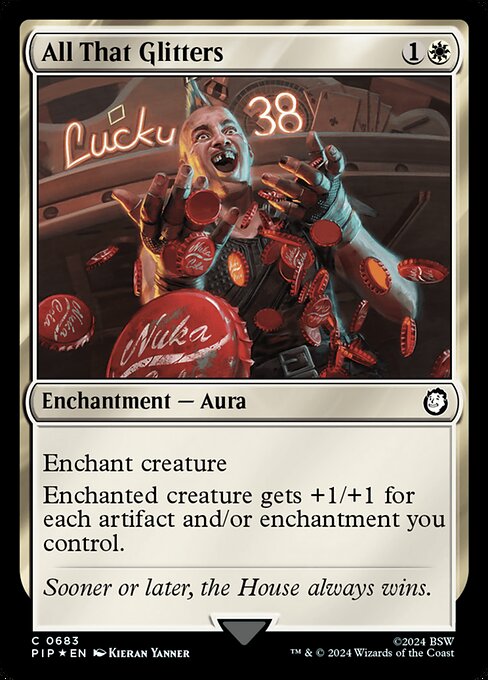 All That Glitters 1
Lucky 38
Nuka
Cola
Nuka
Enchantment — Aura
Enchant creature
Enchanted creature gets +1/+1 for
each artifact and/or enchantment you
control.
Sooner or later, the House always wins.
C 0683
PIP ★ EN Kieran Yanner
©2024 BSW
™ & © 2024 Wizards of the Coast